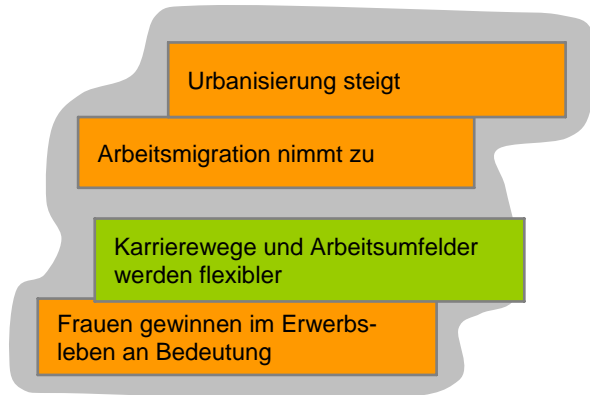 Urbanisierung steigt
Arbeitsmigration nimmt zu
Karrierewege und Arbeitsumfelder
werden flexibler
Frauen gewinnen im Erwerbs-
leben an Bedeutung